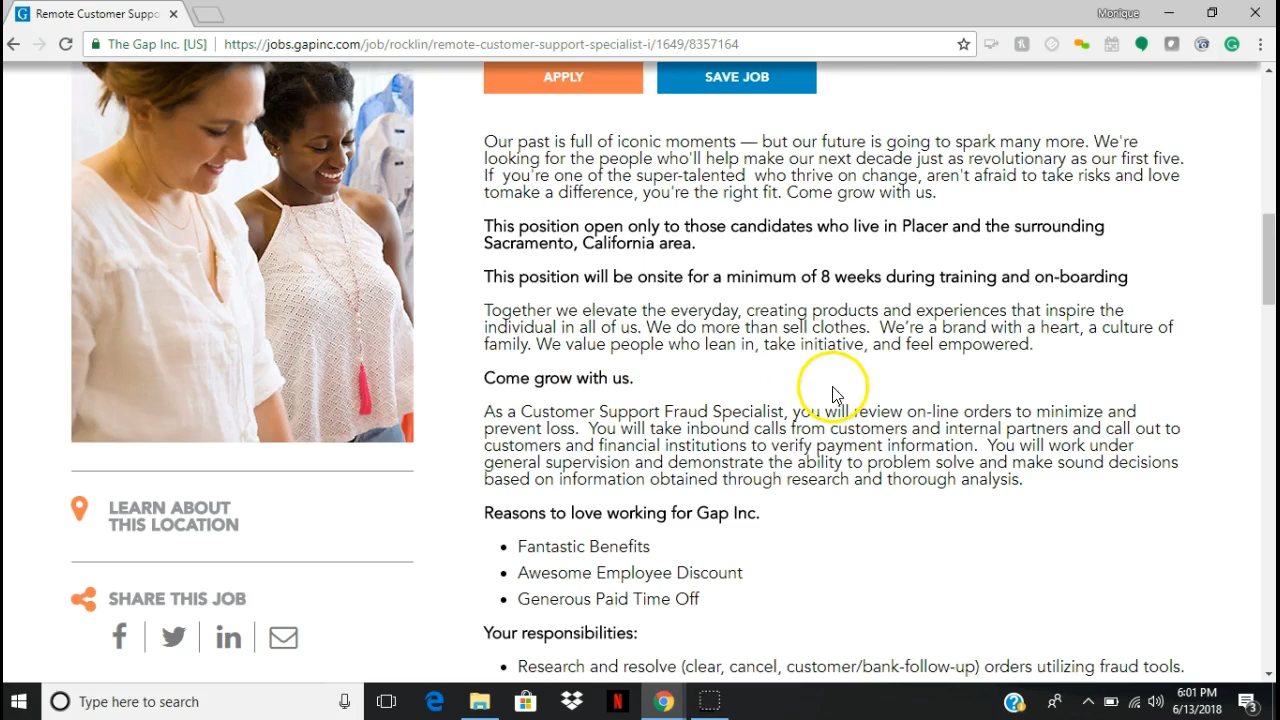 Remote Customer Suppo
Monique
The Gap Inc. [US]
https://jobs.gapinc.com/job/rocklin/remote-customer-support-specialist-i/1649/8357164
APPLY
SAVE JOB
Our past is full of iconic moments — but our future is going to spark many more. We're
looking for the people who'll help make our next decade just as revolutionary as our first five.
If you're one of the super-talented who thrive on change, aren't afraid to take risks and love
tomake a difference, you're the right fit. Come grow with us.
This position open only to those candidates who live in Placer and the surrounding
Sacramento, California area.
This position will be onsite for a minimum of 8 weeks during training and on-boarding
Together we elevate the everyday, creating products and experiences that inspire the
individual in all of us. We do more than sell clothes. We're a brand with a heart, a culture of
family. We value people who lean in, take initiative, and feel empowered.
Come grow with us.
As a Customer Support Fraud Specialist, you will review on-line orders to minimize and
prevent loss. You will take inbound calls from customers and internal partners and call out to
customers and financial institutions to verify payment information. You will work under
general supervision and demonstrate the ability to problem solve and make sound decisions
based on information obtained through research and thorough analysis.
Reasons to love working for Gap Inc.
• Fantastic Benefits
• Awesome Employee Discount
• Generous Paid Time Off
Your responsibilities:
• Research and resolve (clear, cancel, customer/bank-follow-up) orders utilizing fraud tools.
LEARN ABOUT
THIS LOCATION
SHARE THIS JOB
Type here to search
6:01 PM
6/13/2018
3